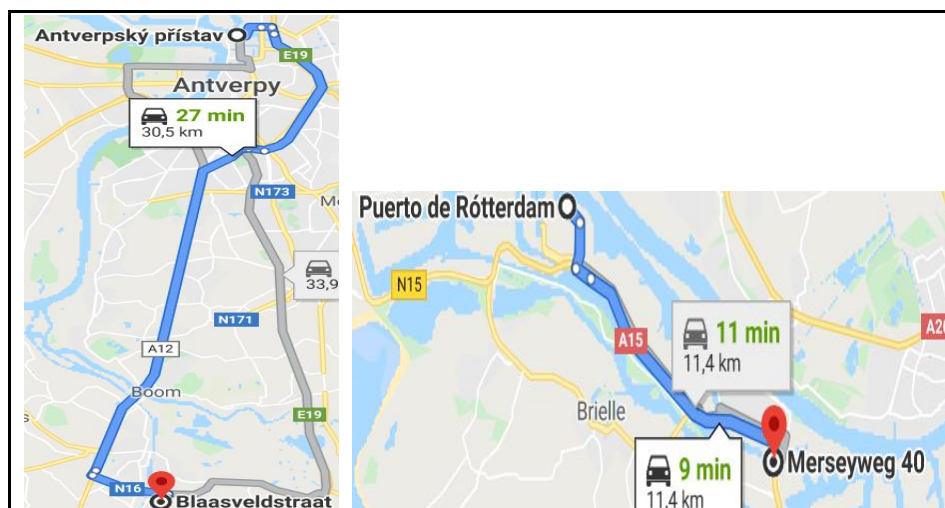 Antverpský přístav
E19
Antverpy
27 min
30,5 km
N173
33,9
N171
A12
Boom
E19
N16
Blaasveldstraat
Puerto de Rótterdam
N15
A15
11 min
11,4 km
A20
Brielle
9 min
11,4 km
Merseyweg 40